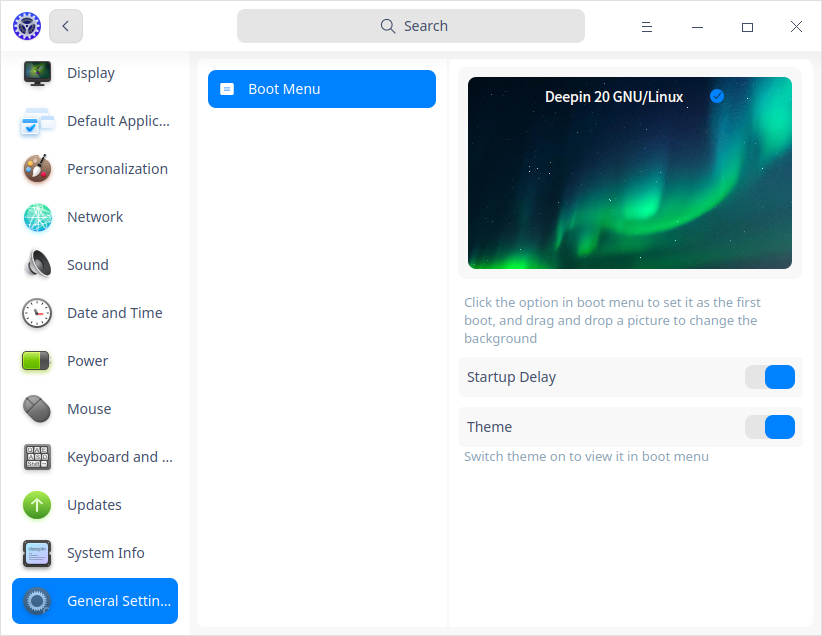 Search
Display
Default Applic...
Personalization
Network
Sound
Date and Time
Power
Mouse
Keyboard and ...
Updates
System Info
General Settin...
Boot Menu
Deepin 20 GNU/Linux
Click the option in boot menu to set it as the first
boot, and drag and drop a picture to change the
background
Startup Delay
Theme
Switch theme on to view it in boot menu